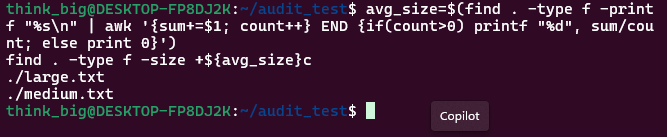 think_big@DESKTOP-FP8DJ2K:~/audit_test$ avg_size=$(find . -type f -print
f "%s\n" | awk '{sum+=$1; count++} END {if(count>0) printf "%d", sum/cou
nt; else print 0}')
find . -type f -size +${avg_size}c
./large.txt
./medium.txt
think_big@DESKTOP-FP8DJ2K:~/audit_test$
Copilot